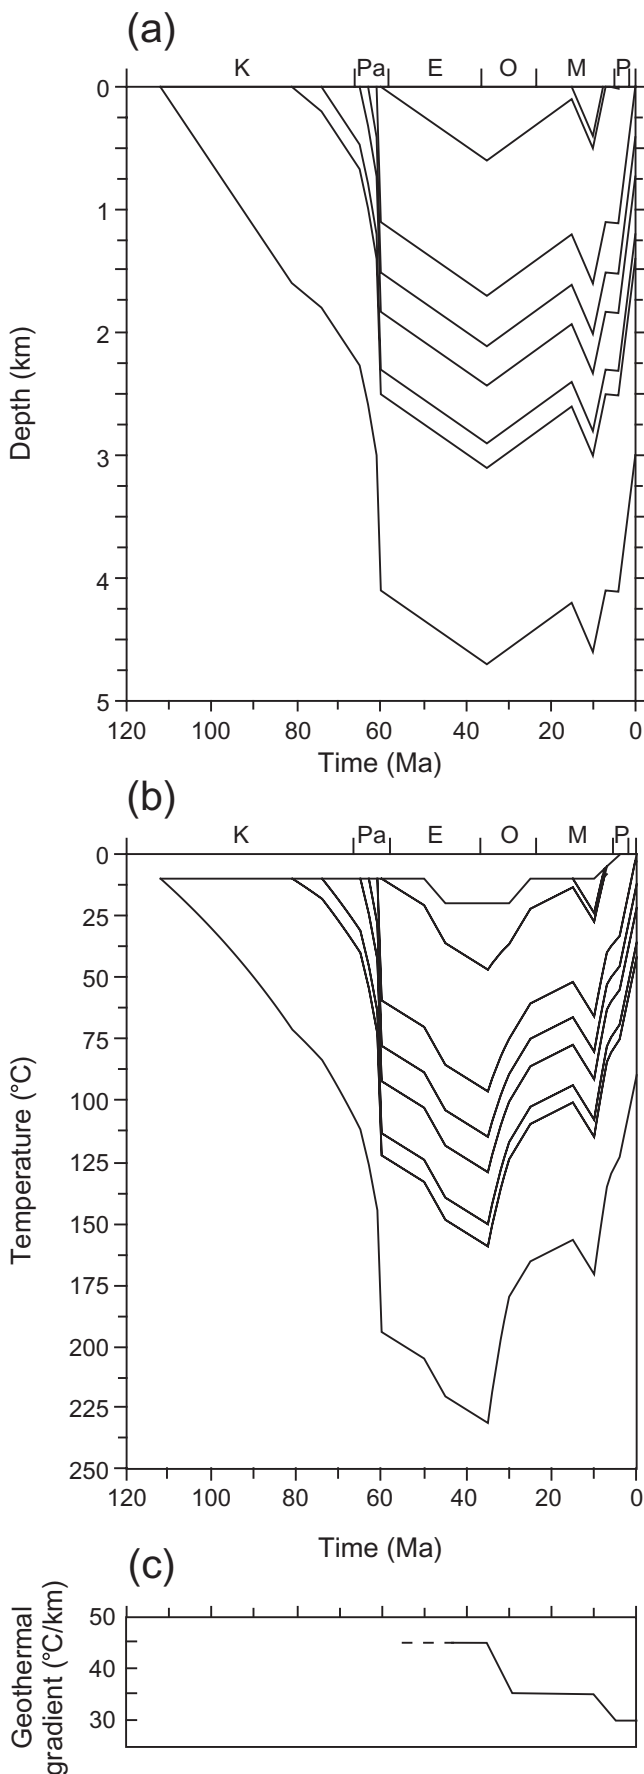 (a)
K Pa E O M P
0
1
2
3
4
5
Depth (km)
120 100 80 60 40 20 0
Time (Ma)
(b)
K Pa E O M P
0
25
50
75
100
125
150
175
200
225
250
Temperature (°C)
120 100 80 60 40 20 0
Time (Ma)
(c)
50
40
30
Geothermal
gradient (°C/km)